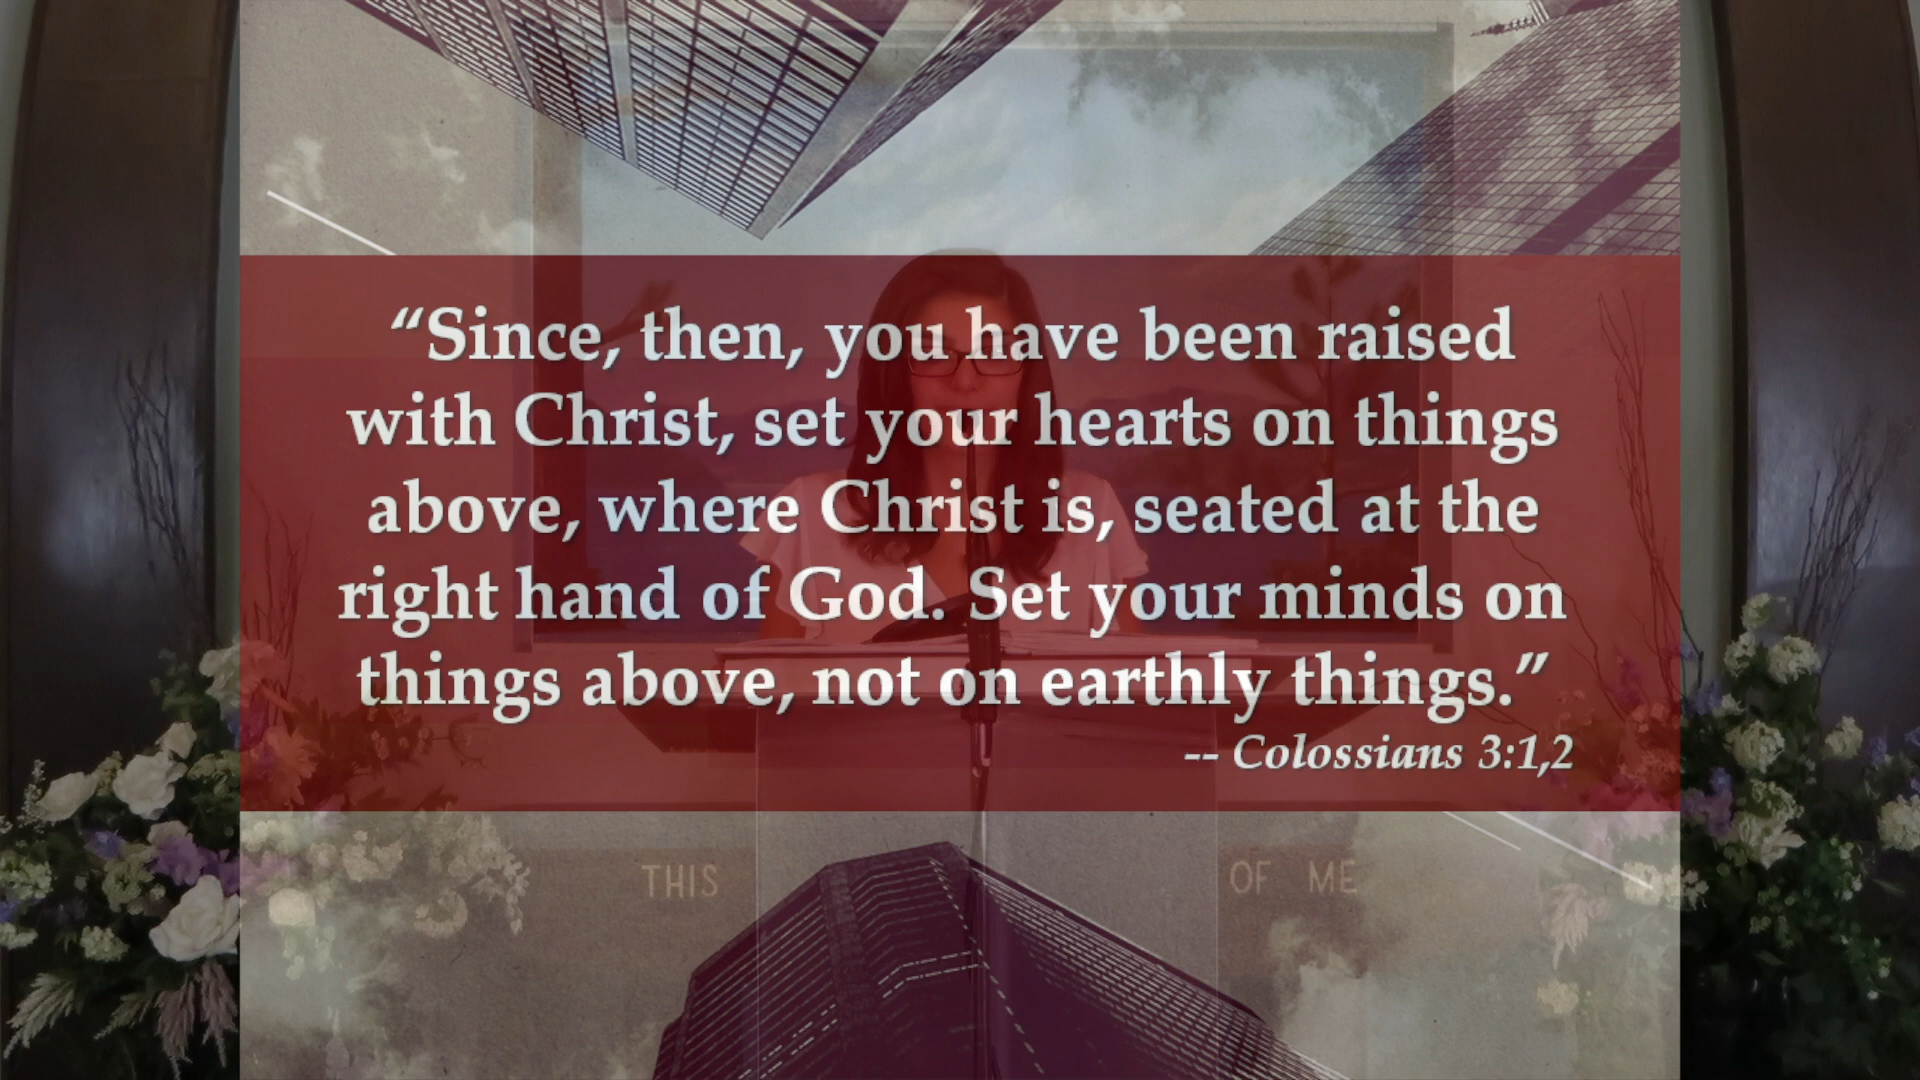 “Since, then, you have been raised
with Christ, set your hearts on things
above, where Christ is, seated at the
right hand of God. Set your minds on
things above, not on earthly things.”
-- Colossians 3:1,2
THIS OF ME